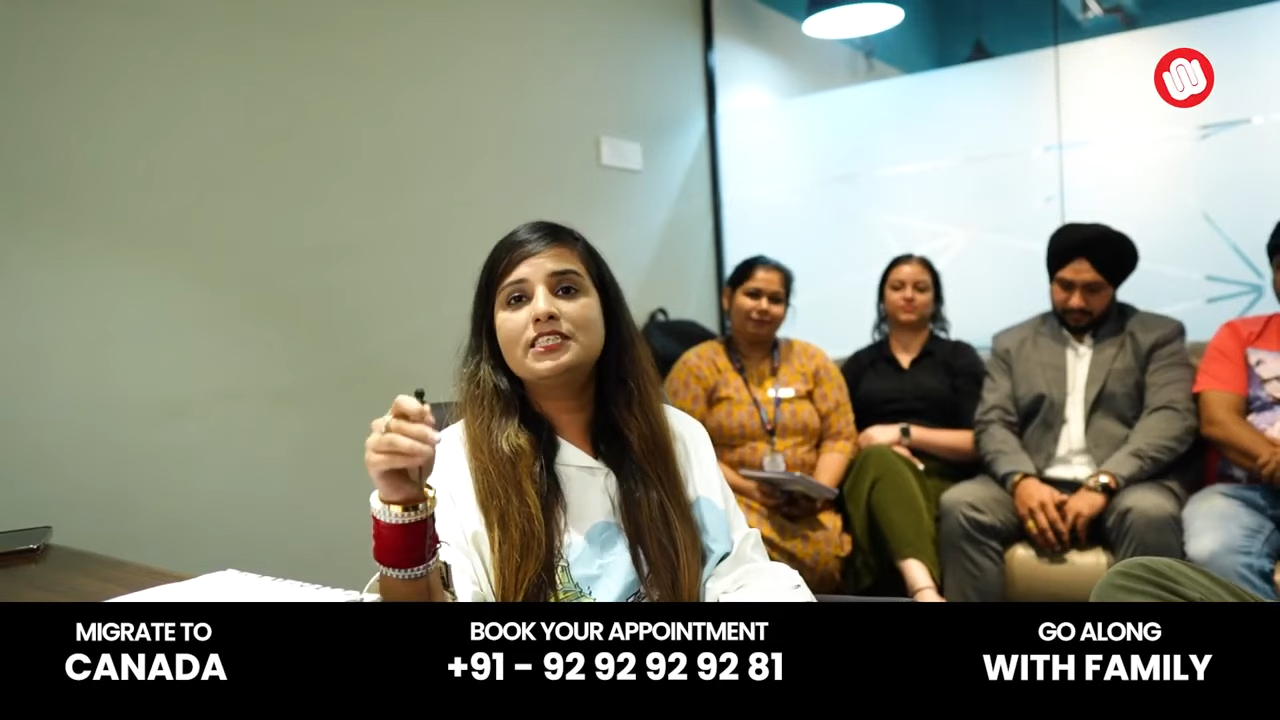 MIGRATE TO
CANADA
BOOK YOUR APPOINTMENT
+91 - 92 92 92 92 81
GO ALONG
WITH FAMILY